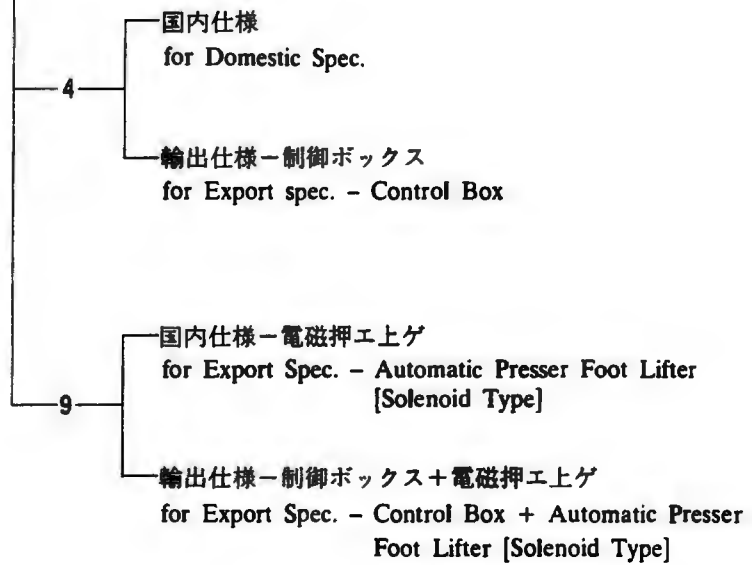 国内仕様
for Domestic Spec.
4
輸出仕様－制御ボックス
for Export spec. – Control Box
国内仕様－電磁押エ上ゲ
for Export Spec. – Automatic Presser Foot Lifter
[Solenoid Type]
9
輸出仕様－制御ボックス＋電磁押エ上ゲ
for Export Spec. – Control Box + Automatic Presser
Foot Lifter [Solenoid Type]